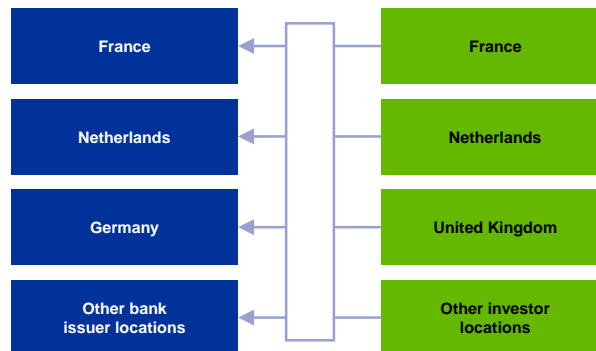 France
France
Netherlands
Netherlands
Germany
United Kingdom
Other bank
issuer locations
Other investor
locations